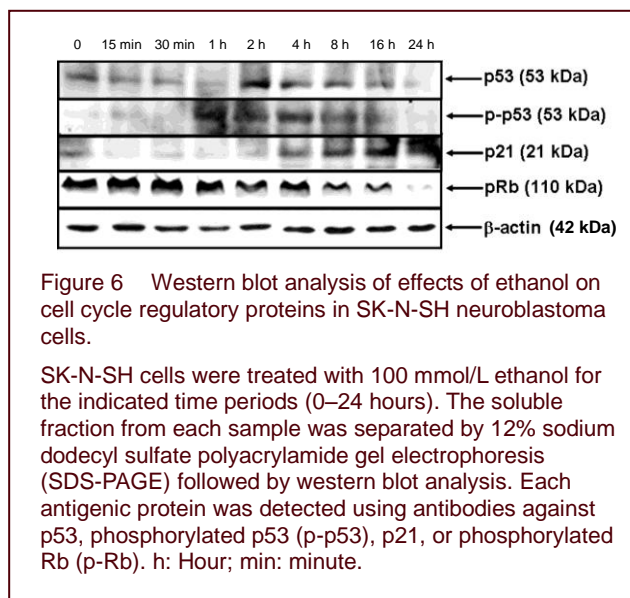 0 15 min 30 min 1 h 2 h 4 h 8 h 16 h 24 h
p53 (53 kDa)
p-p53 (53 kDa)
p21 (21 kDa)
pRb (110 kDa)
β-actin (42 kDa)
Figure 6 Western blot analysis of effects of ethanol on
cell cycle regulatory proteins in SK-N-SH neuroblastoma
cells.
SK-N-SH cells were treated with 100 mmol/L ethanol for
the indicated time periods (0–24 hours). The soluble
fraction from each sample was separated by 12% sodium
dodecyl sulfate polyacrylamide gel electrophoresis
(SDS-PAGE) followed by western blot analysis. Each
antigenic protein was detected using antibodies against
p53, phosphorylated p53 (p-p53), p21, or phosphorylated
Rb (p-Rb). h: Hour; min: minute.